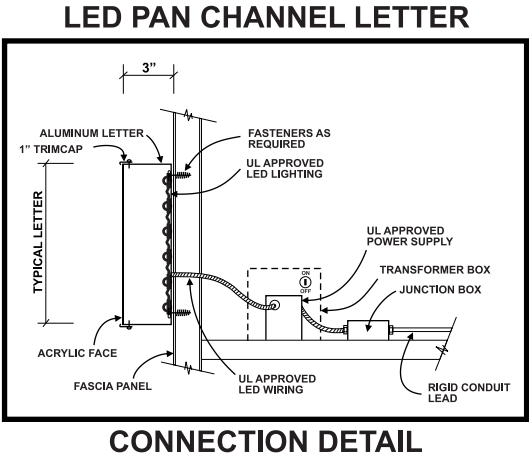 LED PAN CHANNEL LETTER
3"
ALUMINUM LETTER
1" TRIMCAP
FASTENERS AS
REQUIRED
UL APPROVED
LED LIGHTING
TYPICAL LETTER
UL APPROVED
POWER SUPPLY
ON
OFF
TRANSFORMER BOX
JUNCTION BOX
ACRYLIC FACE
FASCIA PANEL
UL APPROVED
LED WIRING
RIGID CONDUIT
LEAD
CONNECTION DETAIL